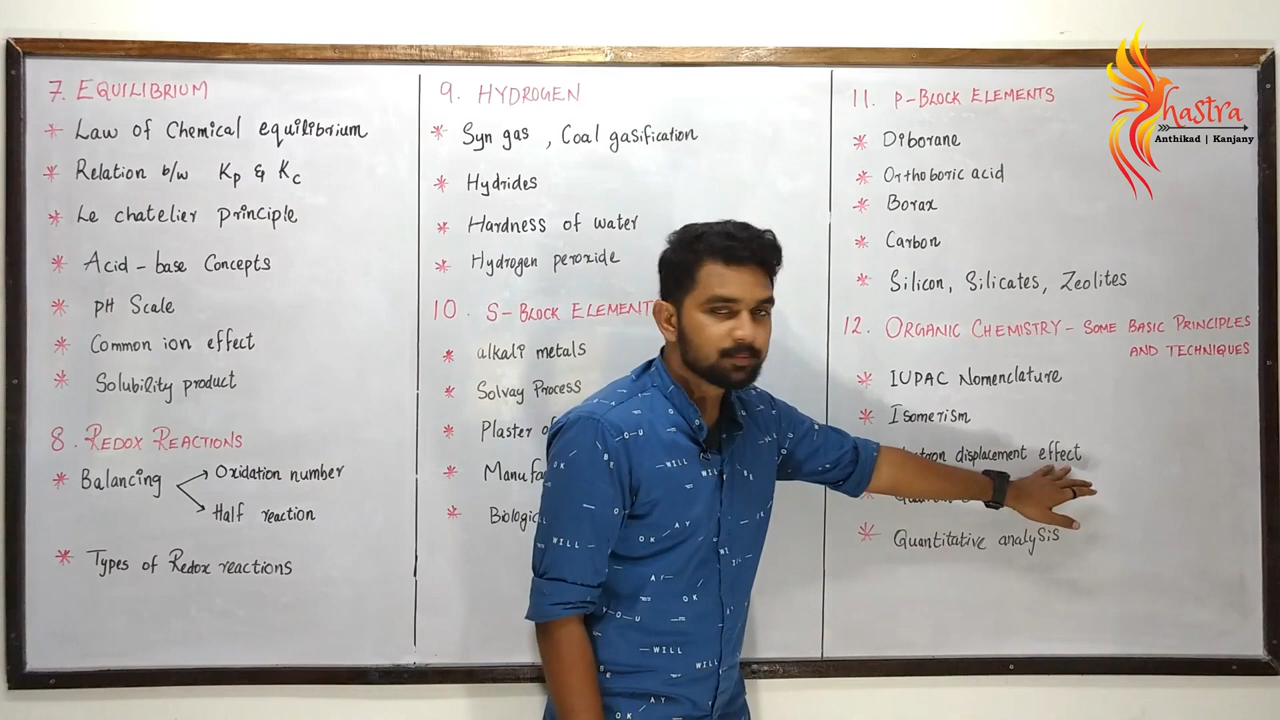 7. EQUILIBRIUM
* Law of Chemical equilibrium
* Relation b/w Kp & Kc
* Le chatelier principle
* Acid-base Concepts
* pH Scale
* Common ion effect
* Solubility product
8. REDOX REACTIONS
* Balancing → Oxidation number
→ Half reaction
* Types of Redox reactions
9. HYDROGEN
* Syn gas, Coal gasification
* Hydrides
* Hardness of water
* Hydrogen peroxide
10. S-BLOCK ELEMENT
* alkali metals
* Solvay Process
* Plaster of
* Manufa
* Biologic
11. P-BLOCK ELEMENTS
* Diborane
* Orthoboric acid
* Borax
* Carbon
* Silicon, Silicates, Zeolites
12. ORGANIC CHEMISTRY - SOME BASIC PRINCIPLES
AND TECHNIQUES
* IUPAC Nomenclature
* Isomerism
displacement effect
* Quantitative analysis
Shastra
Anthikad | Kanjany